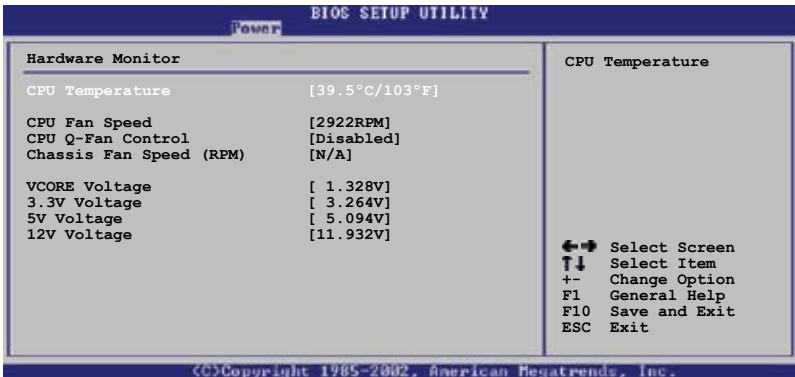 BIOS SETUP UTILITY
Power
Hardware Monitor
CPU Temperature [39.5°C/103°F]
CPU Fan Speed [2922RPM]
CPU Q-Fan Control [Disabled]
Chassis Fan Speed (RPM) [N/A]
VCORE Voltage [ 1.328V]
3.3V Voltage [ 3.264V]
5V Voltage [ 5.094V]
12V Voltage [11.932V]
CPU Temperature
←→ Select Screen
↑↓ Select Item
+- Change Option
F1 General Help
F10 Save and Exit
ESC Exit
(C)Copyright 1985-2002, American Megatrends, Inc.